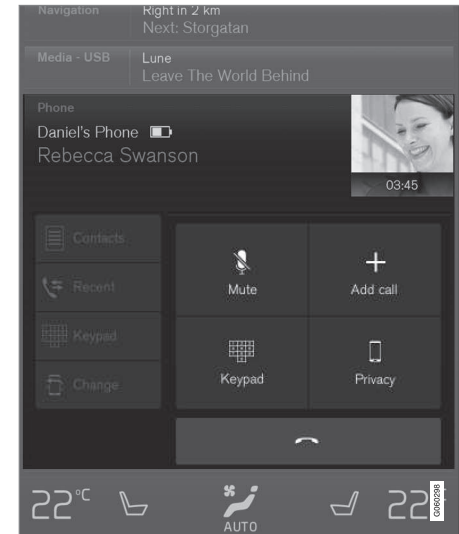 Navigation
Right in 2 km
Next: Storgatan
Media - USB
Lune
Leave The World Behind
Phone
Daniel's Phone
Rebecca Swanson
03:45
Contacts
Recent
Keypad
Change
Mute
Add call
Keypad
Privacy
22°C
AUTO
22°
G060298